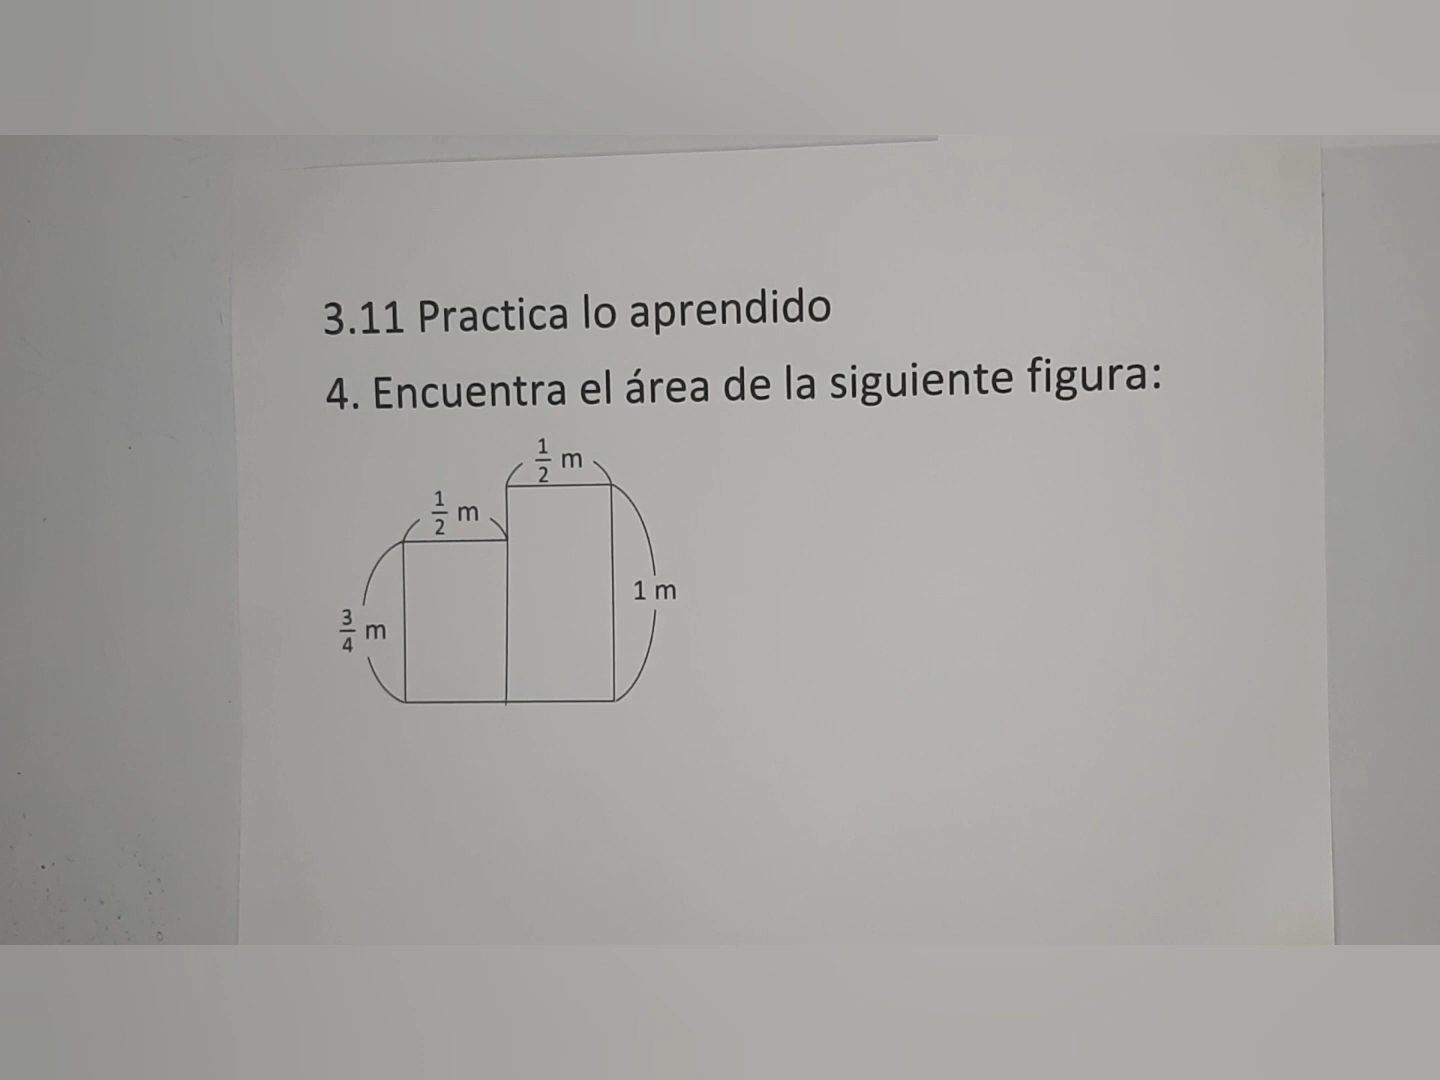 3.11 Practica lo aprendido
4. Encuentra el área de la siguiente figura:
1/2 m
1/2 m
3/4 m
1 m